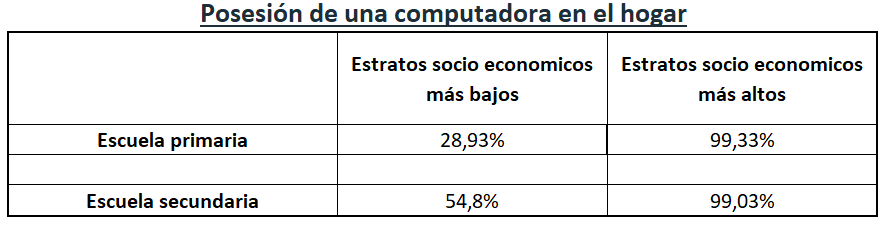 Posesión de una computadora en el hogar
Estratos socio economicos más bajos
Estratos socio economicos más altos
Escuela primaria 28,93% 99,33%
Escuela secundaria 54,8% 99,03%